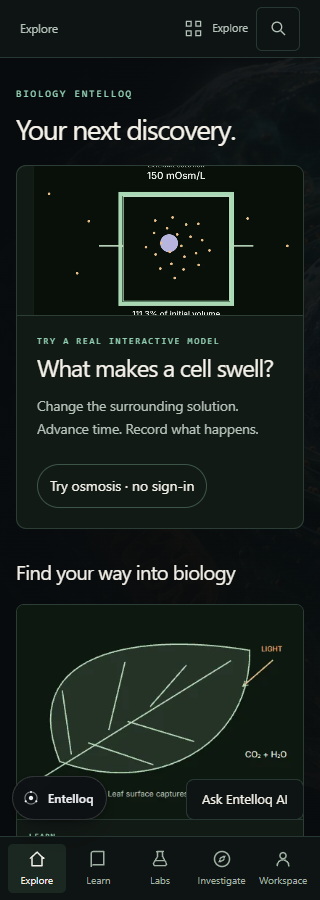 Explore
Explore
BIOLOGY ENTELLOQ
Your next discovery.
150 mOsm/L
111.3% of initial volume
TRY A REAL INTERACTIVE MODEL
What makes a cell swell?
Change the surrounding solution.
Advance time. Record what happens.
Try osmosis · no sign-in
Find your way into biology
LIGHT
CO₂ + H₂O
Leaf surface captures
Entelloq
Ask Entelloq AI
LEARN
Explore
Learn
Labs
Investigate
Workspace